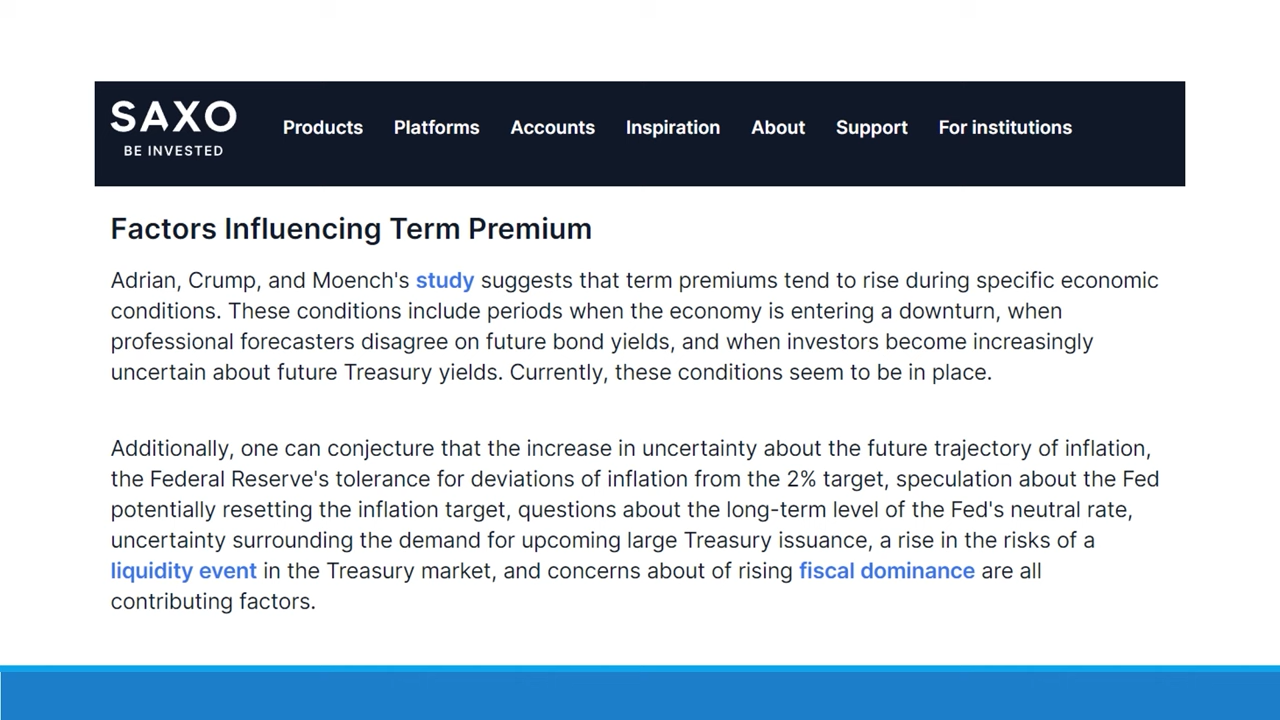 SAXO
BE INVESTED
Products Platforms Accounts Inspiration About Support For institutions
Factors Influencing Term Premium
Adrian, Crump, and Moench's study suggests that term premiums tend to rise during specific economic
conditions. These conditions include periods when the economy is entering a downturn, when
professional forecasters disagree on future bond yields, and when investors become increasingly
uncertain about future Treasury yields. Currently, these conditions seem to be in place.
Additionally, one can conjecture that the increase in uncertainty about the future trajectory of inflation,
the Federal Reserve's tolerance for deviations of inflation from the 2% target, speculation about the Fed
potentially resetting the inflation target, questions about the long-term level of the Fed's neutral rate,
uncertainty surrounding the demand for upcoming large Treasury issuance, a rise in the risks of a
liquidity event in the Treasury market, and concerns about of rising fiscal dominance are all
contributing factors.